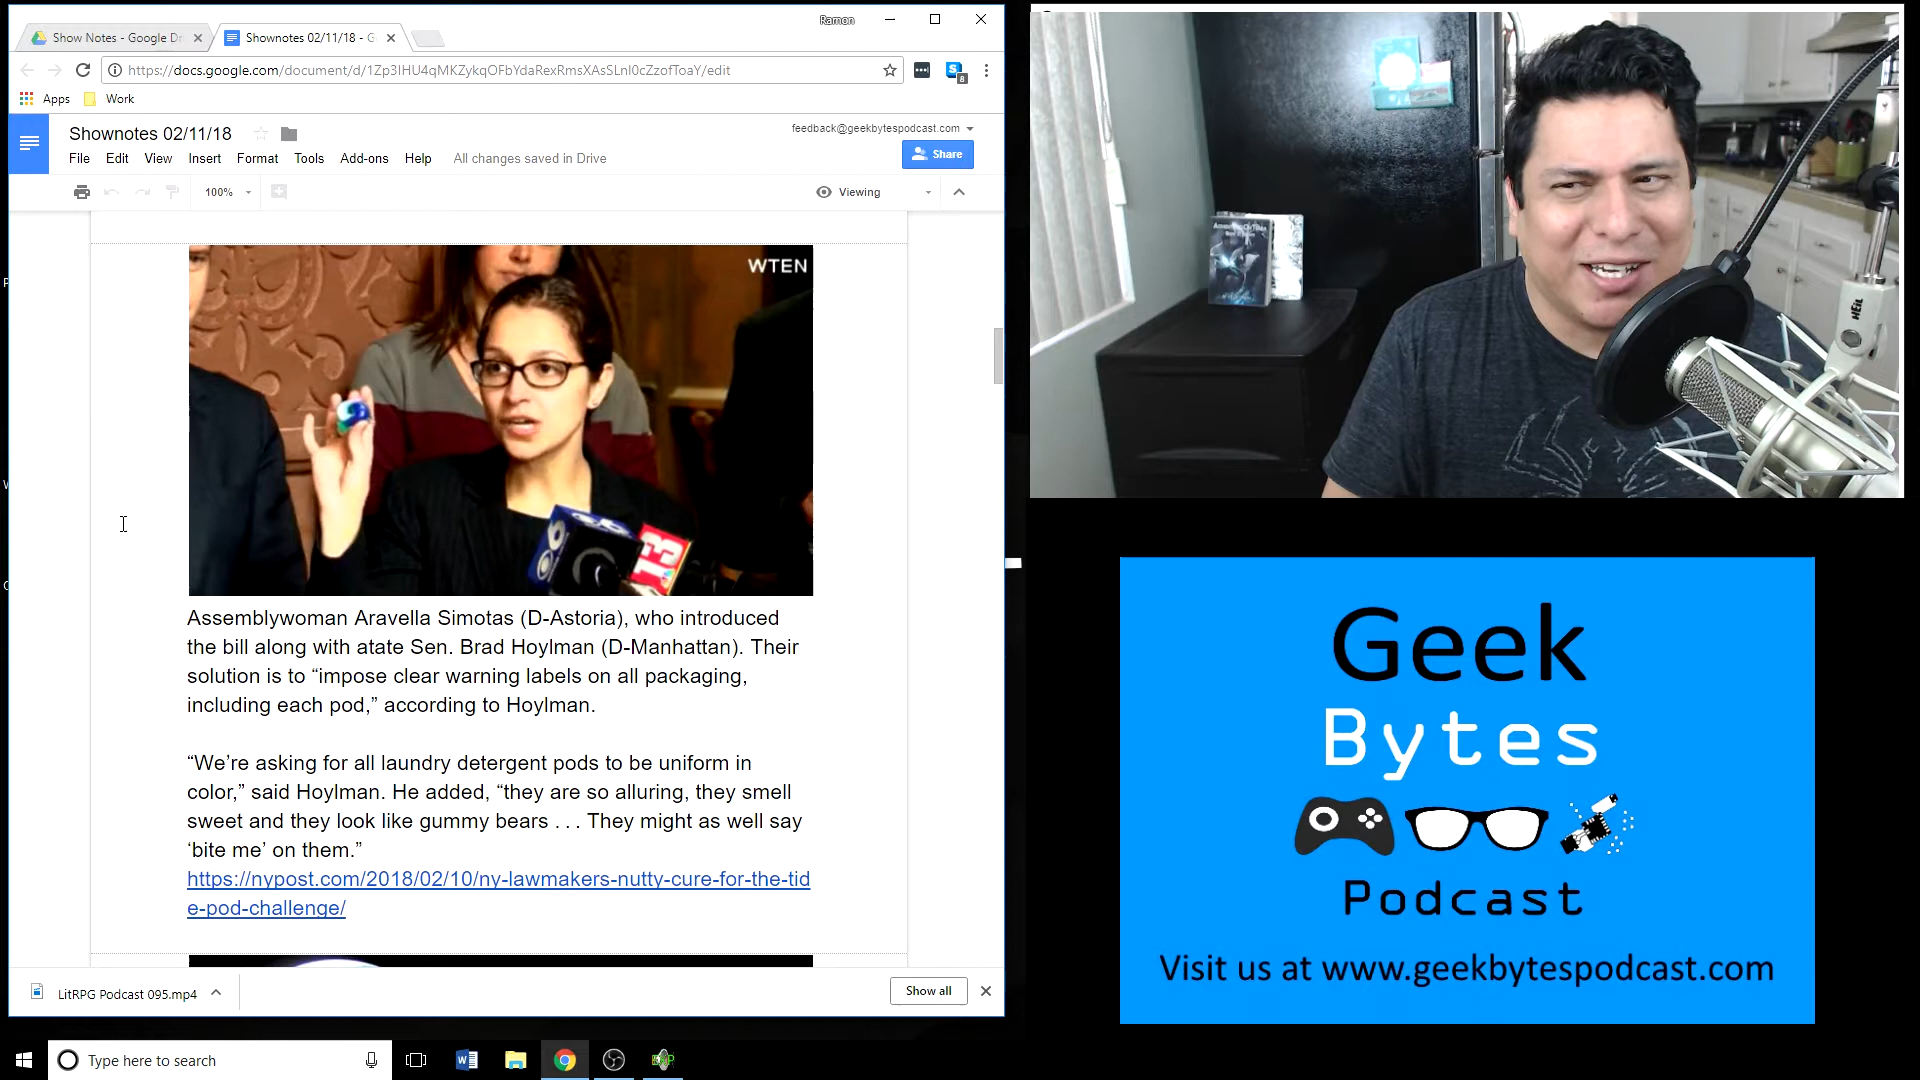 Ramon
Show Notes - Google Dr
Shownotes 02/11/18 - G
https://docs.google.com/document/d/1Zp3IHU4qMKZykqOFbYdaRexRmsXAsSLnI0cZzofToaY/edit
8
Apps
Work
Shownotes 02/11/18
feedback@geekbytespodcast.com
File Edit View Insert Format Tools Add-ons Help All changes saved in Drive
Share
100%
Viewing
WTEN
6
13
Assemblywoman Aravella Simotas (D-Astoria), who introduced
the bill along with atate Sen. Brad Hoylman (D-Manhattan). Their
solution is to “impose clear warning labels on all packaging,
including each pod,” according to Hoylman.
“We’re asking for all laundry detergent pods to be uniform in
color,” said Hoylman. He added, “they are so alluring, they smell
sweet and they look like gummy bears . . . They might as well say
‘bite me’ on them.”
https://nypost.com/2018/02/10/ny-lawmakers-nutty-cure-for-the-tid
e-pod-challenge/
LitRPG Podcast 095.mp4
Show all
Type here to search
HEiL
Geek
Bytes
Podcast
Visit us at www.geekbytespodcast.com